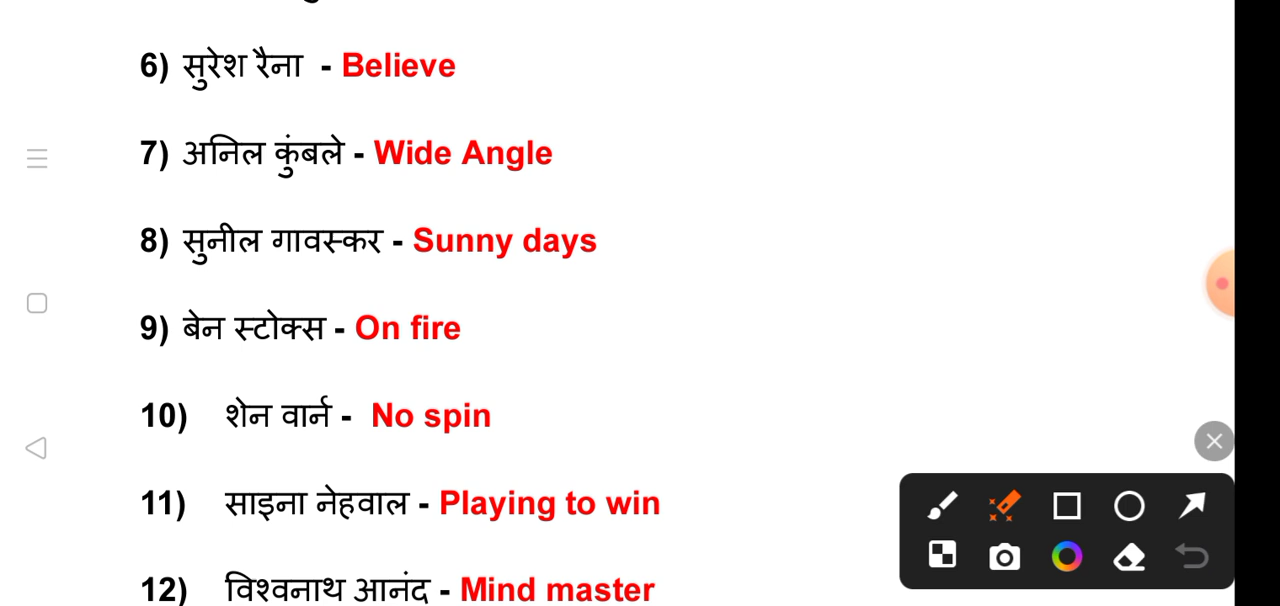 6) सुरेश रैना - Believe
7) अनिल कुंबले - Wide Angle
8) सुनील गावस्कर - Sunny days
9) बेन स्टोक्स - On fire
10) शेन वार्न - No spin
11) साइना नेहवाल - Playing to win
12) विश्वनाथ आनंद - Mind master